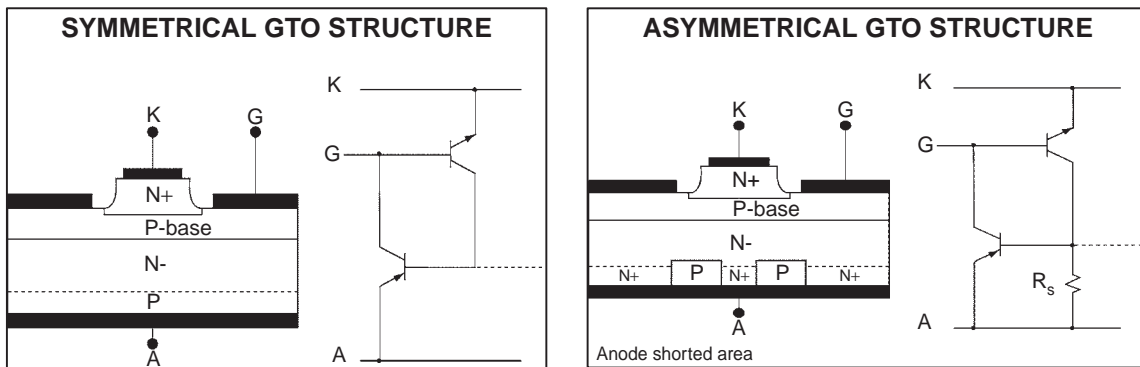 SYMMETRICAL GTO STRUCTURE
K
G
N+
P-base
N-
P
A
K
G
A
ASYMMETRICAL GTO STRUCTURE
K
G
N+
P-base
N-
N+ P N+ P N+
A
Anode shorted area
K
G
Rs
A